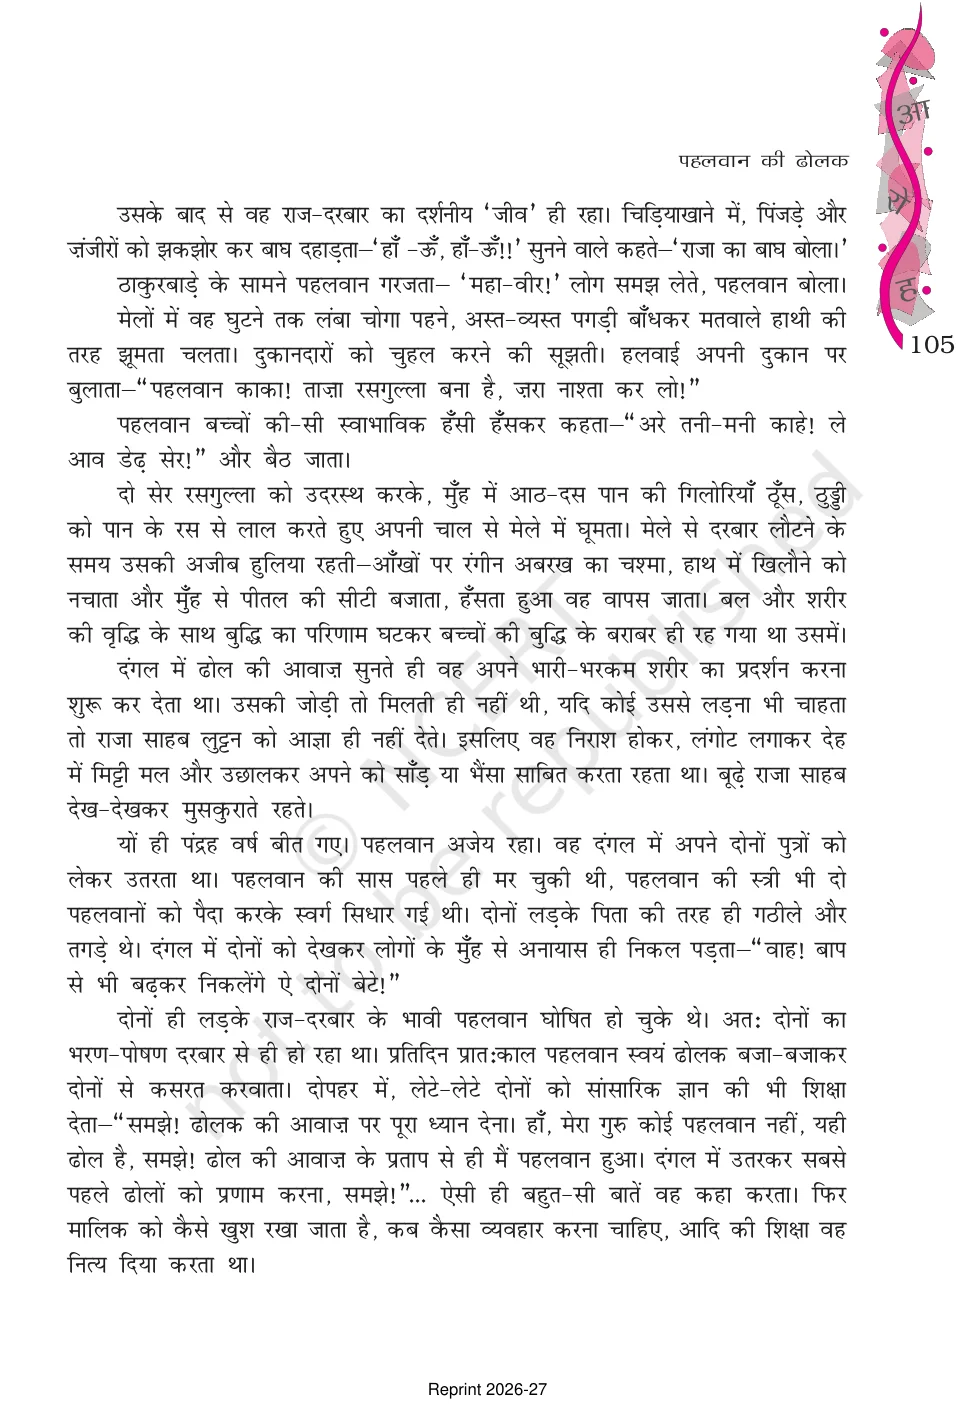 पहलवान की ढोलक
उसके बाद से वह राज-दरबार का दर्शनीय ‘जीव’ ही रहा। चिड़ियाखाने में, पिंजड़े और
ज़ंजीरों को झकझोर कर बाघ दहाड़ता–‘हाँ -ऊँ, हाँ-ऊँ!!’ सुनने वाले कहते–‘राजा का बाघ बोला।’
ठाकुरबाड़े के सामने पहलवान गरजता– ‘महा-वीर!’ लोग समझ लेते, पहलवान बोला।
मेलों में वह घुटने तक लंबा चोगा पहने, अस्त-व्यस्त पगड़ी बाँधकर मतवाले हाथी की
तरह झूमता चलता। दुकानदारों को चुहल करने की सूझती। हलवाई अपनी दुकान पर
बुलाता–“पहलवान काका! ताज़ा रसगुल्ला बना है, ज़रा नाश्ता कर लो!”
पहलवान बच्चों की-सी स्वाभाविक हँसी हँसकर कहता–“अरे तनी-मनी काहे! ले
आव डेढ़ सेर!” और बैठ जाता।
दो सेर रसगुल्ला को उदरस्थ करके, मुँह में आठ-दस पान की गिलोरियाँ ठूँस, ठुड्डी
को पान के रस से लाल करते हुए अपनी चाल से मेले में घूमता। मेले से दरबार लौटने के
समय उसकी अजीब हुलिया रहती–आँखों पर रंगीन अबरख का चश्मा, हाथ में खिलौने को
नचाता और मुँह से पीतल की सीटी बजाता, हँसता हुआ वह वापस जाता। बल और शरीर
की वृद्धि के साथ बुद्धि का परिणाम घटकर बच्चों की बुद्धि के बराबर ही रह गया था उसमें।
दंगल में ढोल की आवाज़ सुनते ही वह अपने भारी-भरकम शरीर का प्रदर्शन करना
शुरू कर देता था। उसकी जोड़ी तो मिलती ही नहीं थी, यदि कोई उससे लड़ना भी चाहता
तो राजा साहब लुट्टन को आज्ञा ही नहीं देते। इसलिए वह निराश होकर, लंगोट लगाकर देह
में मिट्टी मल और उछालकर अपने को साँड़ या भैंसा साबित करता रहता था। बूढ़े राजा साहब
देख-देखकर मुसकुराते रहते।
यों ही पंद्रह वर्ष बीत गए। पहलवान अजेय रहा। वह दंगल में अपने दोनों पुत्रों को
लेकर उतरता था। पहलवान की सास पहले ही मर चुकी थी, पहलवान की स्त्री भी दो
पहलवानों को पैदा करके स्वर्ग सिधार गई थी। दोनों लड़के पिता की तरह ही गठीले और
तगड़े थे। दंगल में दोनों को देखकर लोगों के मुँह से अनायास ही निकल पड़ता–“वाह! बाप
से भी बढ़कर निकलेंगे ऐ दोनों बेटे!”
दोनों ही लड़के राज-दरबार के भावी पहलवान घोषित हो चुके थे। अतः दोनों का
भरण-पोषण दरबार से ही हो रहा था। प्रतिदिन प्रातःकाल पहलवान स्वयं ढोलक बजा-बजाकर
दोनों से कसरत करवाता। दोपहर में, लेटे-लेटे दोनों को सांसारिक ज्ञान की भी शिक्षा
देता–“समझे! ढोलक की आवाज़ पर पूरा ध्यान देना। हाँ, मेरा गुरु कोई पहलवान नहीं, यही
ढोल है, समझे! ढोल की आवाज़ के प्रताप से ही मैं पहलवान हुआ। दंगल में उतरकर सबसे
पहले ढोलों को प्रणाम करना, समझे!”... ऐसी ही बहुत-सी बातें वह कहा करता। फिर
मालिक को कैसे खुश रखा जाता है, कब कैसा व्यवहार करना चाहिए, आदि की शिक्षा वह
नित्य दिया करता था।
आ
रो
ह
105
© NCERT
not to be republished
Reprint 2026-27